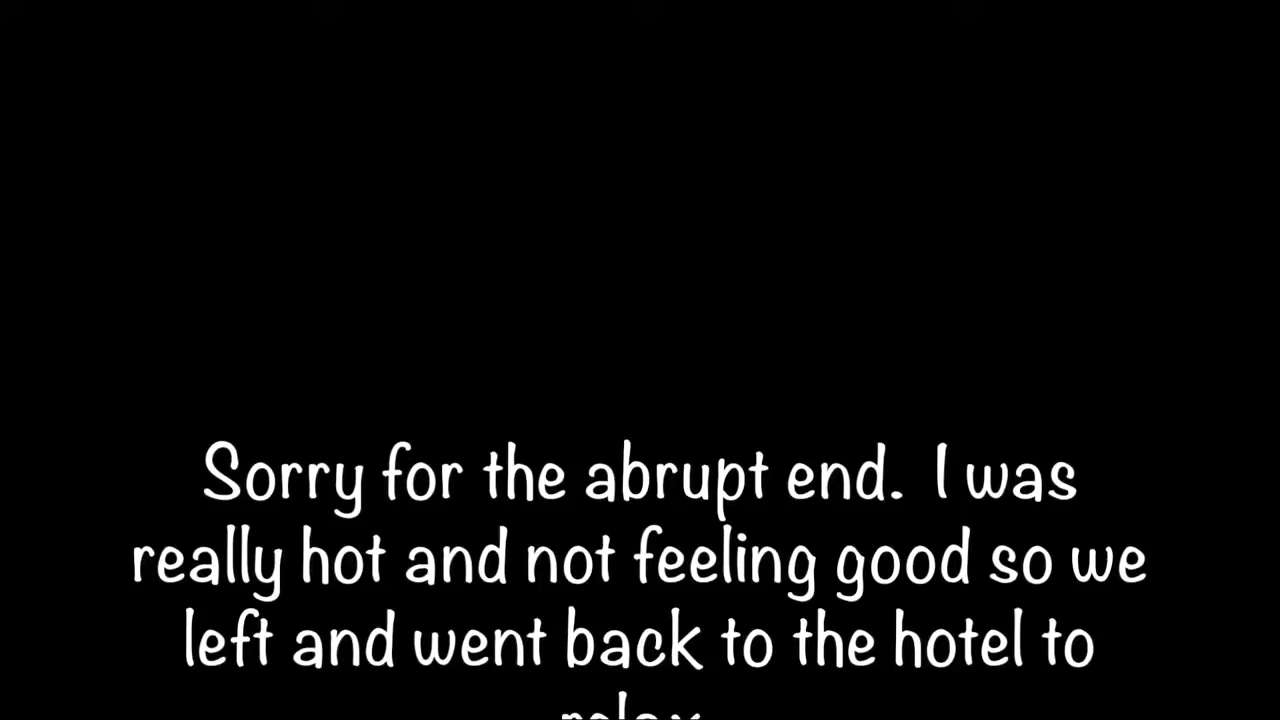 Sorry for the abrupt end. I was
really hot and not feeling good so we
left and went back to the hotel to
relax